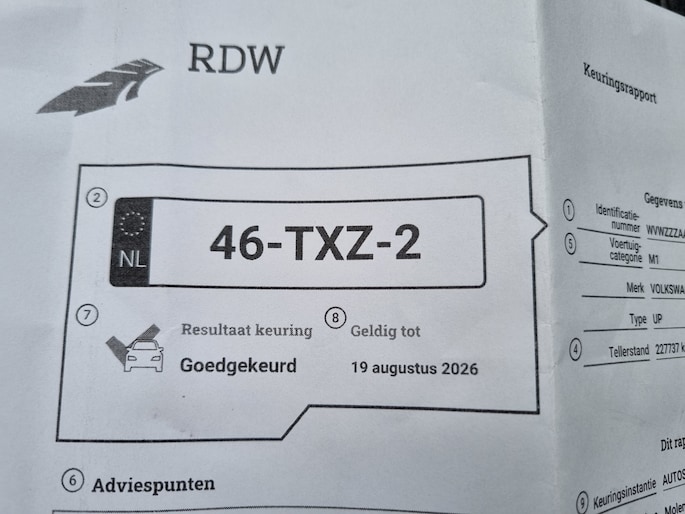 RDW
Keuringsrapport
2
NL
46-TXZ-2
7
Resultaat keuring
Goedgekeurd
8
Geldig tot
19 augustus 2026
6 Adviespunten
Gegevens
1 Identificatie-
nummer WVWZZZAA
5 Voertuig-
categorie M1
Merk VOLKSWA
Type UP
4 Tellerstand 227737 k
Dit rap
9 Keuringsinstantie AUTOS
Molen